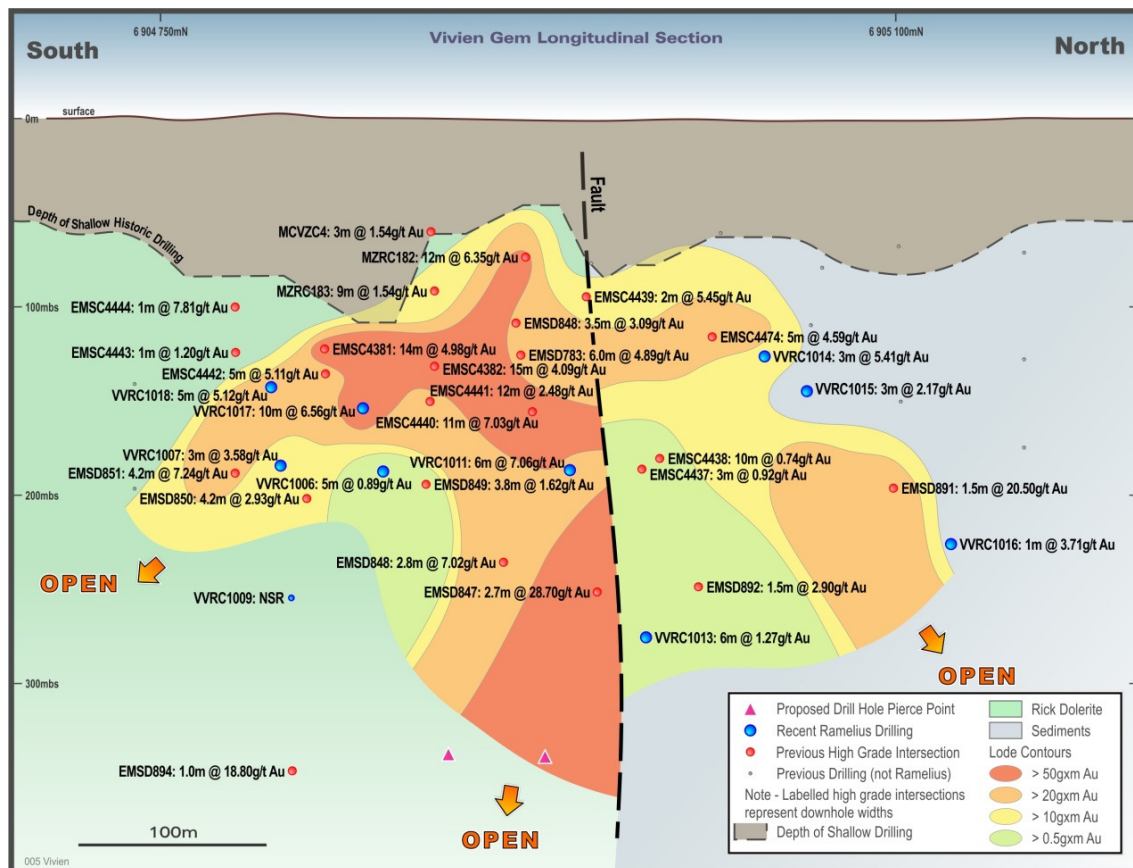 6 904 750mN
6 905 100mN
South
Vivien Gem Longitudinal Section
North
surface
0m
Fault
Depth of Shallow Historic Drilling
MCVZC4: 3m @ 1.54g/t Au
MZRC182: 12m @ 6.35g/t Au
MZRC183: 9m @ 1.54g/t Au
EMSC4439: 2m @ 5.45g/t Au
100mbs
EMSC4444: 1m @ 7.81g/t Au
EMSD848: 3.5m @ 3.09g/t Au
EMSC4474: 5m @ 4.59g/t Au
EMSC4443: 1m @ 1.20g/t Au
EMSC4381: 14m @ 4.98g/t Au
EMSD783: 6.0m @ 4.89g/t Au
VVRC1014: 3m @ 5.41g/t Au
EMSC4442: 5m @ 5.11g/t Au
EMSC4382: 15m @ 4.09g/t Au
VVRC1018: 5m @ 5.12g/t Au
EMSC4441: 12m @ 2.48g/t Au
VVRC1015: 3m @ 2.17g/t Au
VVRC1017: 10m @ 6.56g/t Au
EMSC4440: 11m @ 7.03g/t Au
VVRC1007: 3m @ 3.58g/t Au
VVRC1011: 6m @ 7.06g/t Au
EMSC4438: 10m @ 0.74g/t Au
EMSD851: 4.2m @ 7.24g/t Au
VVRC1006: 5m @ 0.89g/t Au
EMSD849: 3.8m @ 1.62g/t Au
EMSC4437: 3m @ 0.92g/t Au
200mbs
EMSD850: 4.2m @ 2.93g/t Au
EMSD891: 1.5m @ 20.50g/t Au
VVRC1016: 1m @ 3.71g/t Au
EMSD848: 2.8m @ 7.02g/t Au
OPEN
EMSD847: 2.7m @ 28.70g/t Au
EMSD892: 1.5m @ 2.90g/t Au
VVRC1009: NSR
VVRC1013: 6m @ 1.27g/t Au
OPEN
300mbs
EMSD894: 1.0m @ 18.80g/t Au
OPEN
100m
005 Vivien
Proposed Drill Hole Pierce Point
Recent Ramelius Drilling
Previous High Grade Intersection
Previous Drilling (not Ramelius)
Note - Labelled high grade intersections
represent downhole widths
Depth of Shallow Drilling
Rick Dolerite
Sediments
Lode Contours
> 50gxm Au
> 20gxm Au
> 10gxm Au
> 0.5gxm Au